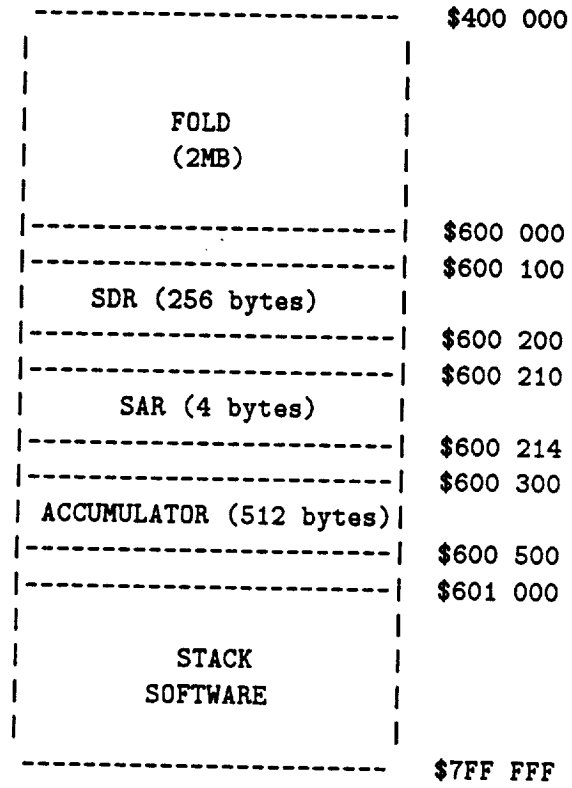 $400 000
FOLD
(2MB)
$600 000
$600 100
SDR (256 bytes)
$600 200
$600 210
SAR (4 bytes)
$600 214
$600 300
ACCUMULATOR (512 bytes)
$600 500
$601 000
STACK
SOFTWARE
$7FF FFF